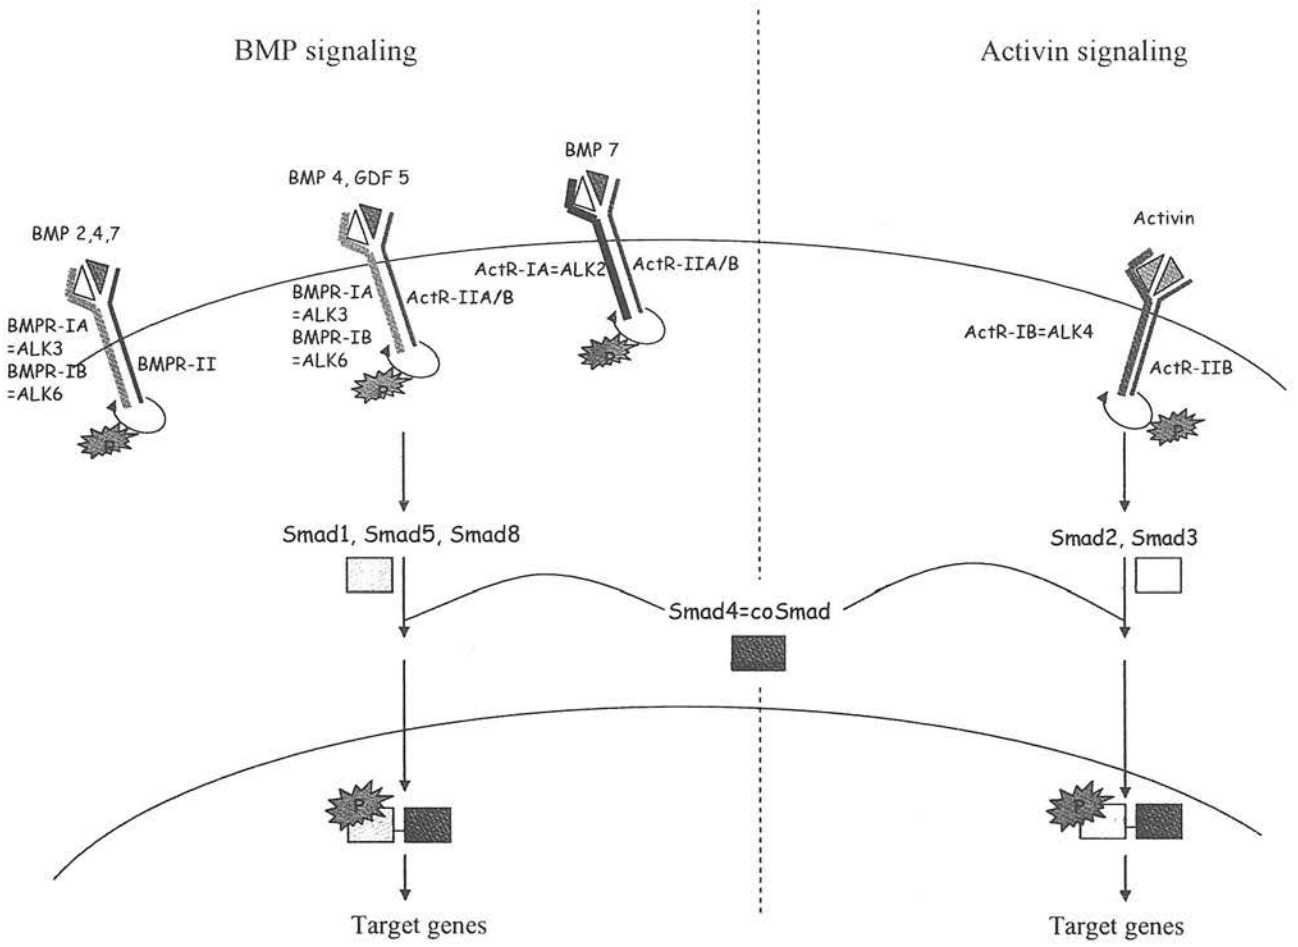 BMP signaling
Activin signaling
BMP 7
BMP 4, GDF 5
BMP 2,4,7
Activin
ActR-IA=ALK2
ActR-IIA/B
BMPR-IA
=ALK3
BMPR-IB
=ALK6
ActR-IIA/B
BMPR-IA
=ALK3
BMPR-IB
=ALK6
BMPR-II
ActR-IB=ALK4
ActR-IIB
P
P
P
P
Smad1, Smad5, Smad8
Smad2, Smad3
Smad4=coSmad
P
P
Target genes
Target genes